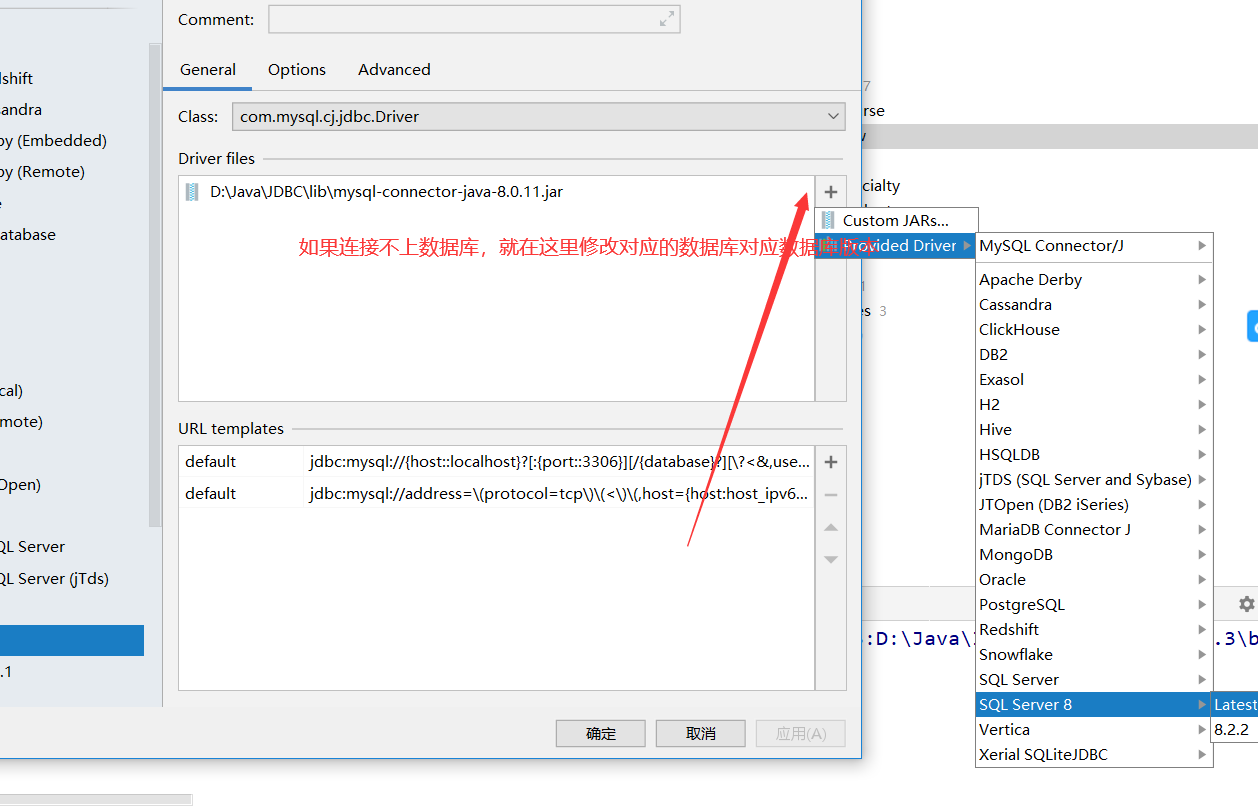 Comment:
General
Options
Advanced
Class:
com.mysql.cj.jdbc.Driver
Driver files
D:\Java\JDBC\lib\mysql-connector-java-8.0.11.jar
如果连接不上数据库，就在这里修改对应的数据库对应数据库版本
Custom JARs...
Provided Driver
MySQL Connector/J
Apache Derby
Cassandra
ClickHouse
DB2
Exasol
H2
Hive
HSQLDB
jTDS (SQL Server and Sybase)
JTOpen (DB2 iSeries)
MariaDB Connector J
MongoDB
Oracle
PostgreSQL
Redshift
Snowflake
SQL Server
SQL Server 8
Vertica
Xerial SQLiteJDBC
Latest
8.2.2
URL templates
default
jdbc:mysql://{host::localhost}?[:{port::3306}][/{database}?][\?<&,use...
default
jdbc:mysql://address=\(protocol=tcp\)\(<\)\(,host={host:host_ipv6...
确定
取消
应用(A)
lshift
andra
by (Embedded)
by (Remote)
e
atabase
cal)
mote)
Open)
QL Server
QL Server (jTds)
.1
7
rse
w
cialty
1
es 3
:D:\Java\
.3\b